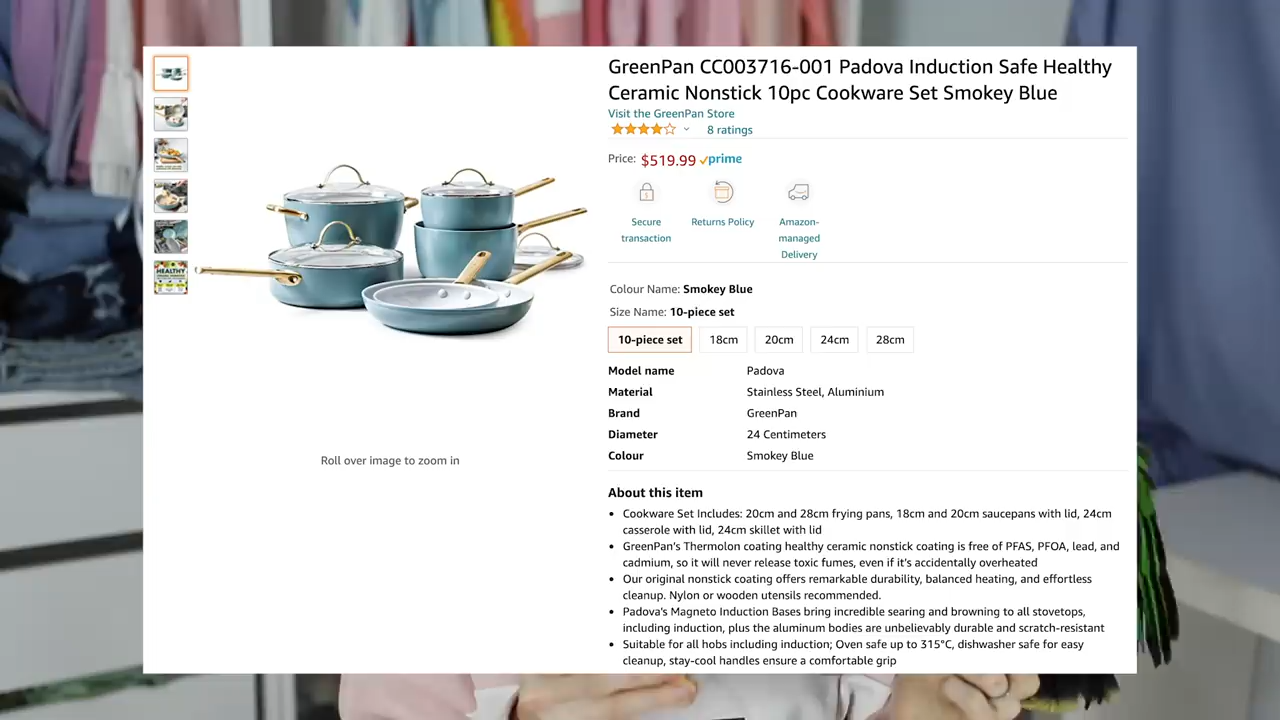 GreenPan CC003716-001 Padova Induction Safe Healthy
Ceramic Nonstick 10pc Cookware Set Smokey Blue
Visit the GreenPan Store
8 ratings
Price: $519.99 prime
Secure
transaction
Returns Policy
Amazon-
managed
Delivery
Colour Name: Smokey Blue
Size Name: 10-piece set
10-piece set 18cm 20cm 24cm 28cm
Model name Padova
Material Stainless Steel, Aluminium
Brand GreenPan
Diameter 24 Centimeters
Colour Smokey Blue
Roll over image to zoom in
About this item
• Cookware Set Includes: 20cm and 28cm frying pans, 18cm and 20cm saucepans with lid, 24cm
casserole with lid, 24cm skillet with lid
• GreenPan's Thermolon coating healthy ceramic nonstick coating is free of PFAS, PFOA, lead, and
cadmium, so it will never release toxic fumes, even if it's accidentally overheated
• Our original nonstick coating offers remarkable durability, balanced heating, and effortless
cleanup. Nylon or wooden utensils recommended.
• Padova's Magneto Induction Bases bring incredible searing and browning to all stovetops,
including induction, plus the aluminum bodies are unbelievably durable and scratch-resistant
• Suitable for all hobs including induction; Oven safe up to 315°C, dishwasher safe for easy
cleanup, stay-cool handles ensure a comfortable grip
HEALTHY